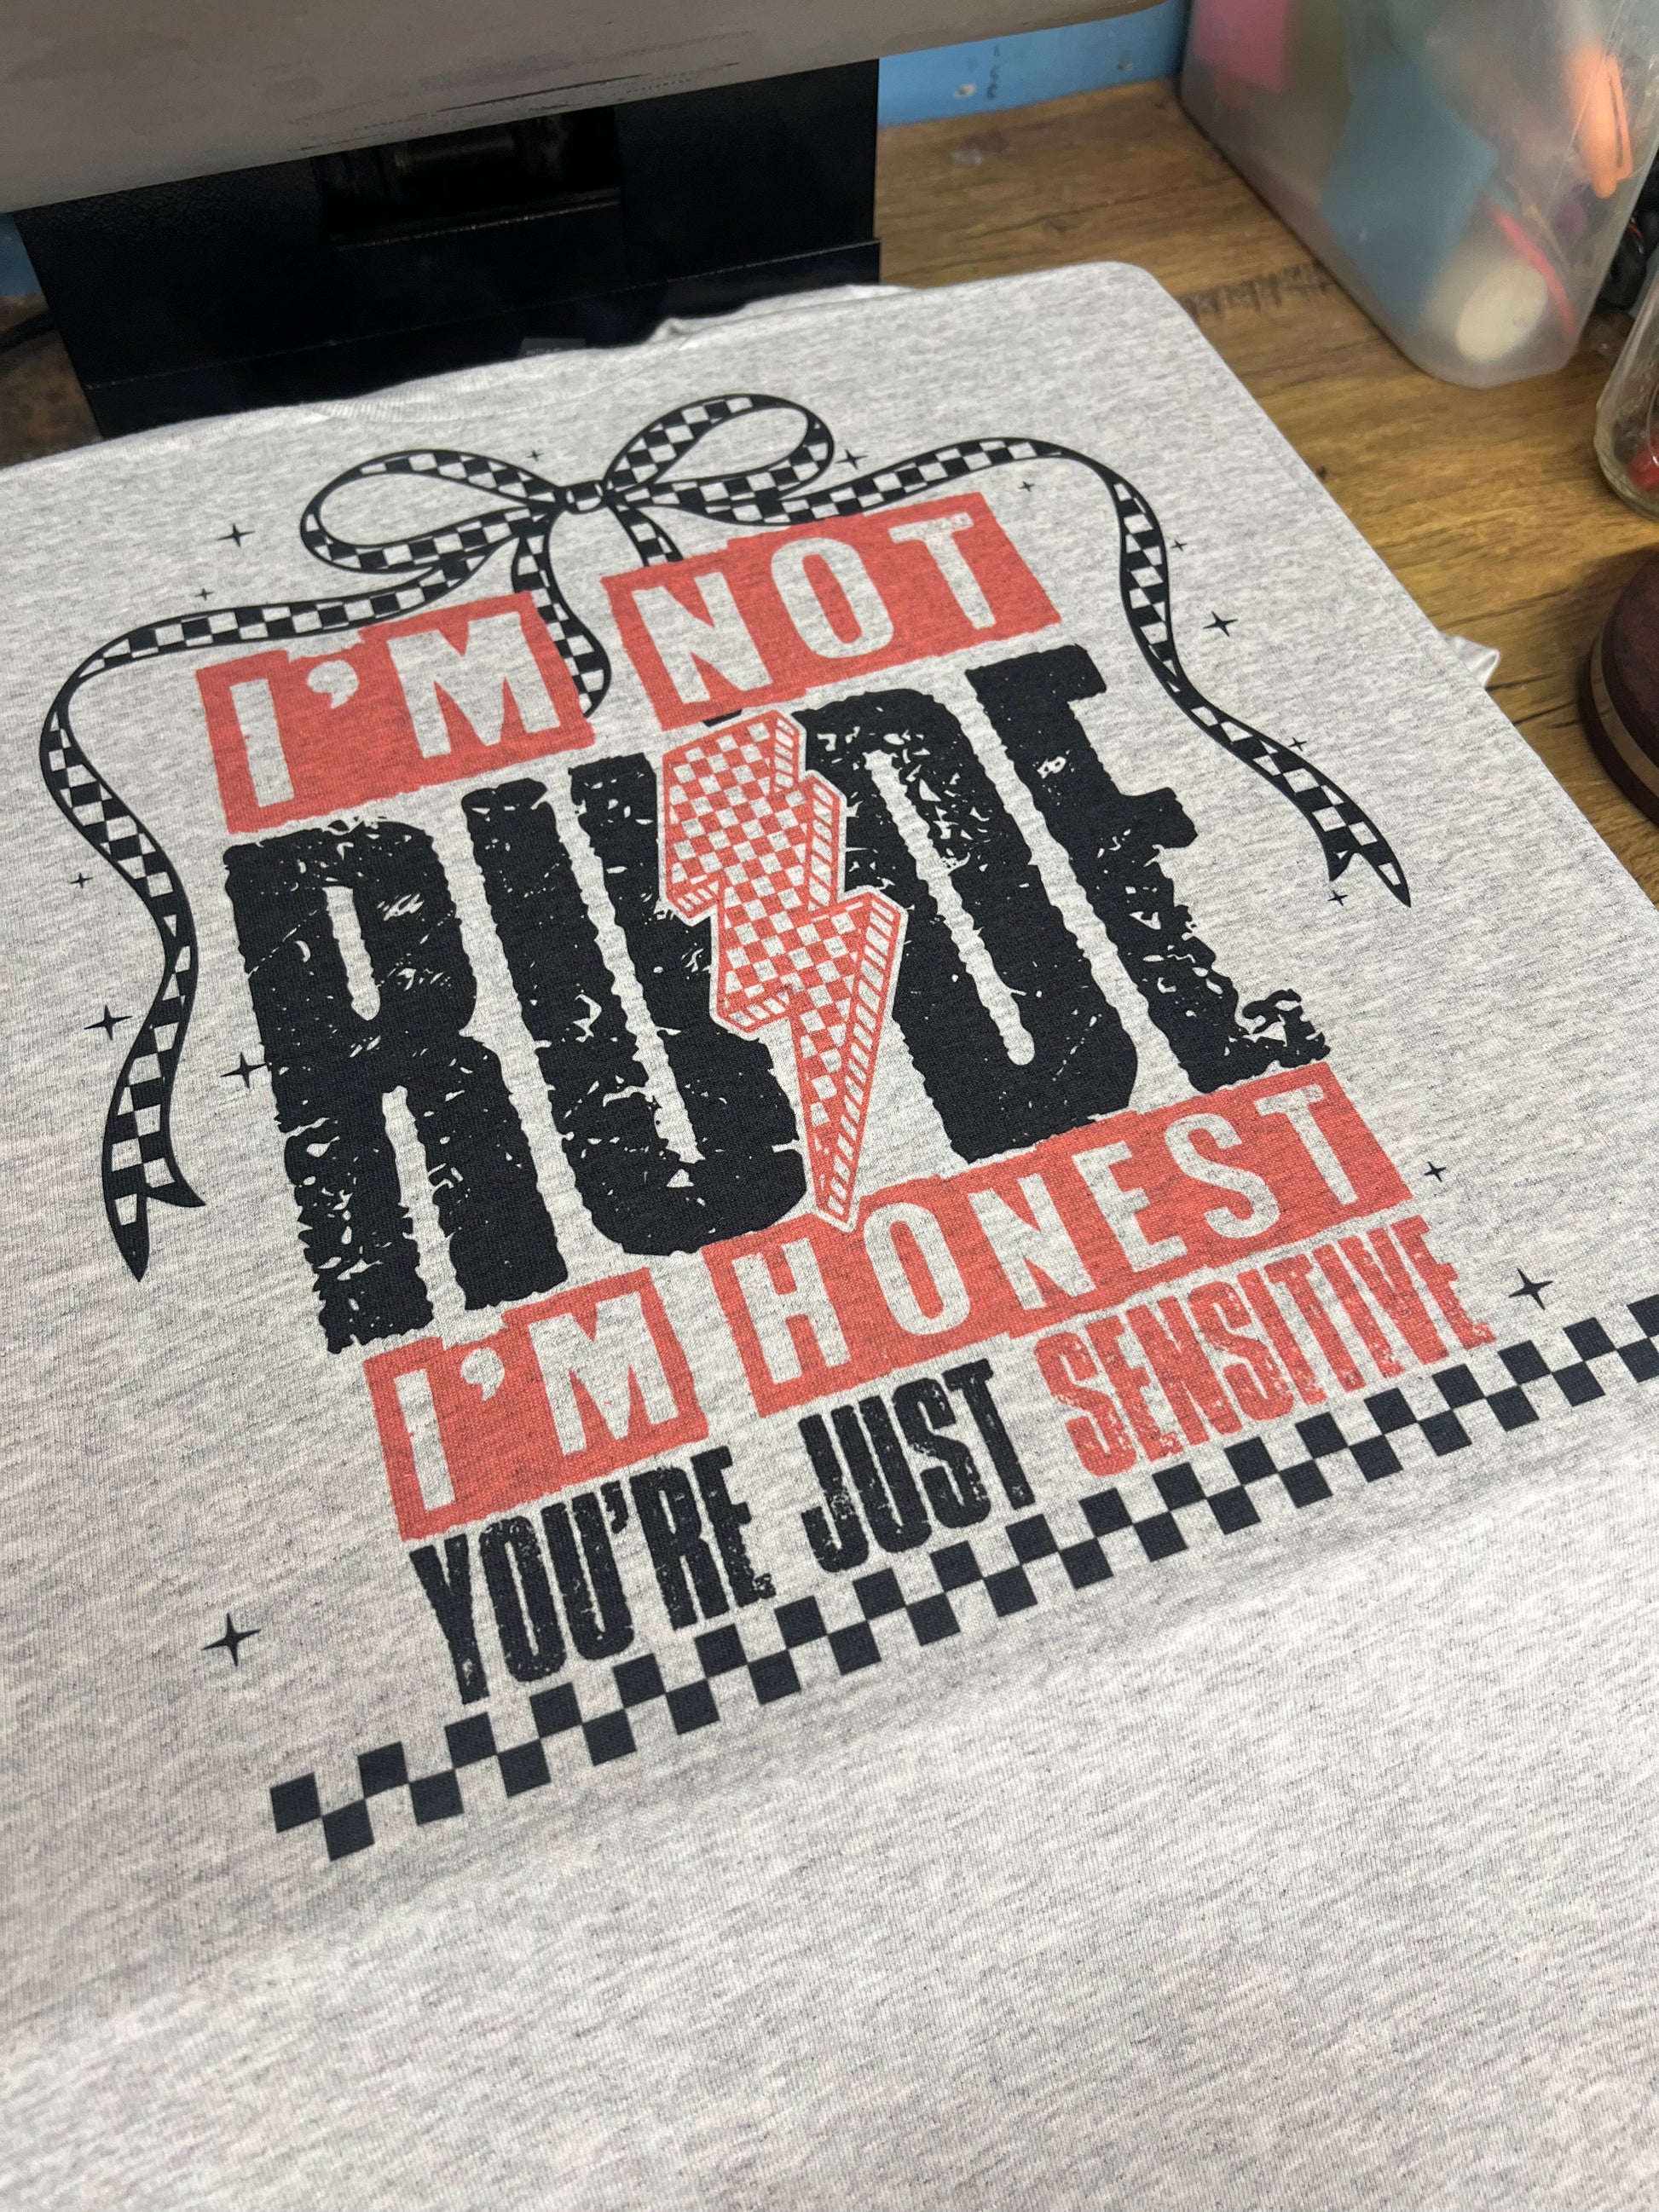 I'M NOT
RUDE
I'M HONEST
YOU'RE JUST SENSITIVE